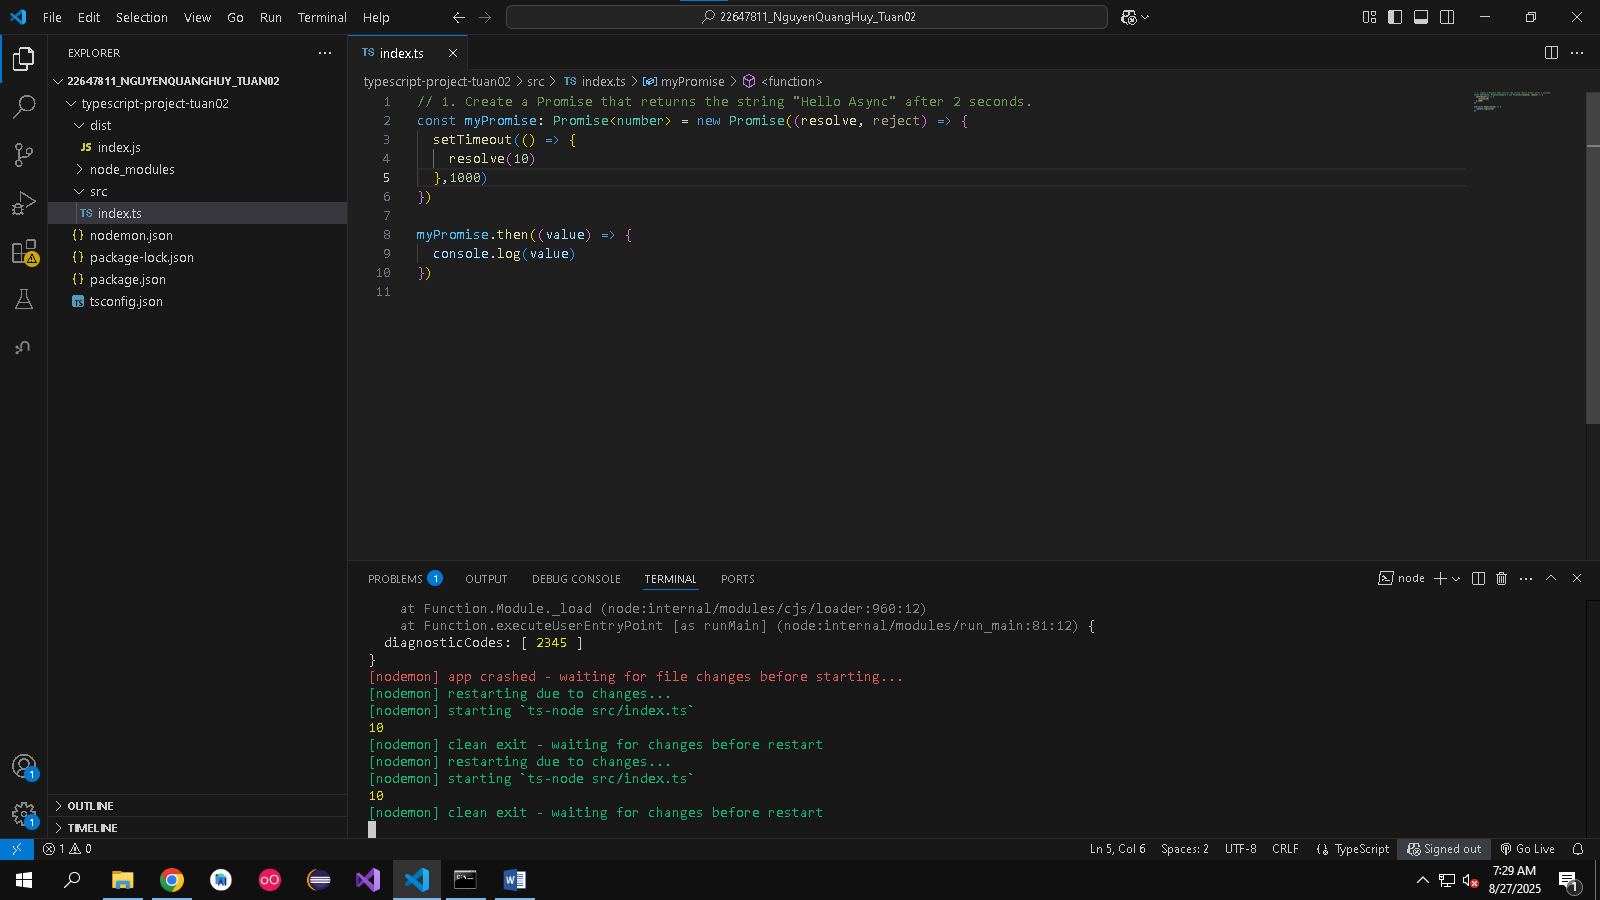 File Edit Selection View Go Run Terminal Help
22647811_NguyenQuangHuy_Tuan02
EXPLORER
22647811_NGUYENQUANGHUY_TUAN02
typescript-project-tuan02
dist
JS index.js
node_modules
src
TS index.ts
{} nodemon.json
{} package-lock.json
{} package.json
TS tsconfig.json
OUTLINE
TIMELINE
TS index.ts
typescript-project-tuan02 > src > TS index.ts > myPromise > <function>
1 // 1. Create a Promise that returns the string "Hello Async" after 2 seconds.
2 const myPromise: Promise<number> = new Promise((resolve, reject) => {
3 setTimeout(() => {
4 resolve(10)
5 },1000)
6 })
7
8 myPromise.then((value) => {
9 console.log(value)
10 })
11
PROBLEMS 1 OUTPUT DEBUG CONSOLE TERMINAL PORTS
node
at Function.Module._load (node:internal/modules/cjs/loader:960:12)
at Function.executeUserEntryPoint [as runMain] (node:internal/modules/run_main:81:12) {
diagnosticCodes: [ 2345 ]
}
[nodemon] app crashed - waiting for file changes before starting...
[nodemon] restarting due to changes...
[nodemon] starting `ts-node src/index.ts`
10
[nodemon] clean exit - waiting for changes before restart
[nodemon] restarting due to changes...
[nodemon] starting `ts-node src/index.ts`
10
[nodemon] clean exit - waiting for changes before restart
1
1
1 0
Ln 5, Col 6 Spaces: 2 UTF-8 CRLF {} TypeScript Signed out Go Live
7:29 AM
8/27/2025
1